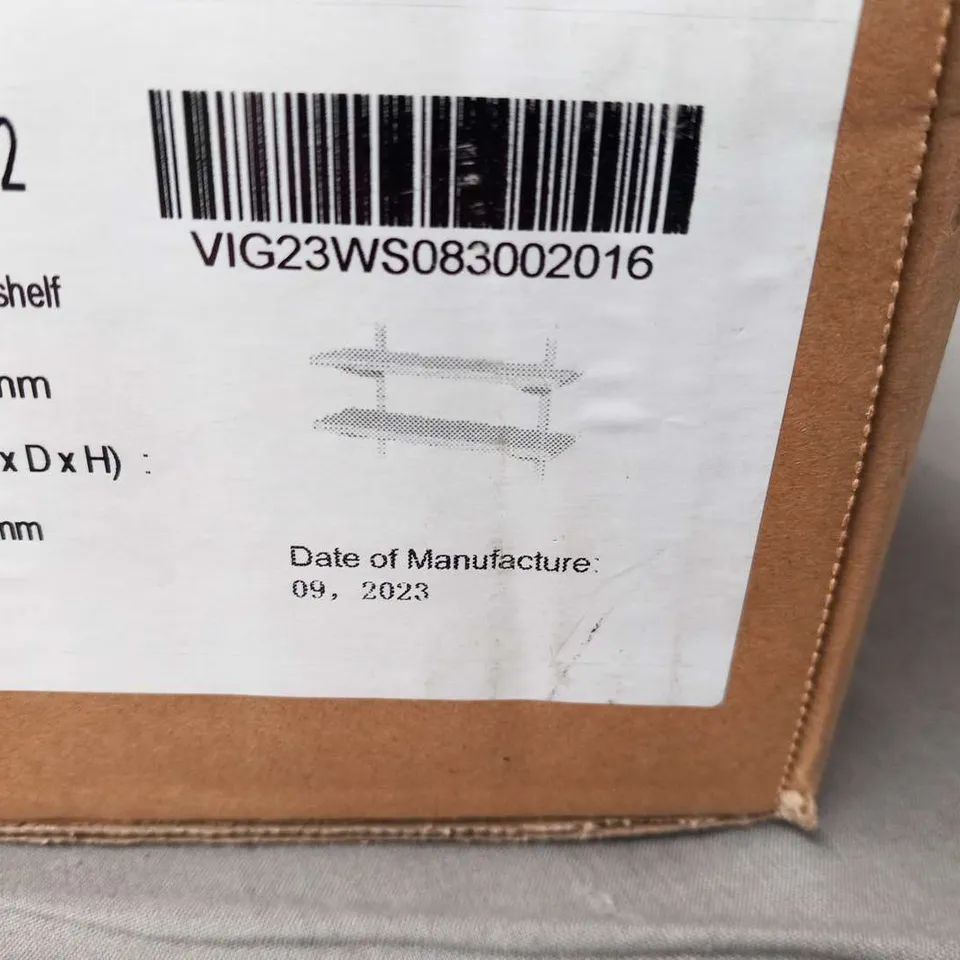 2
VIG23WS083002016
shelf
mm
x D x H) :
mm
Date of Manufacture:
09, 2023